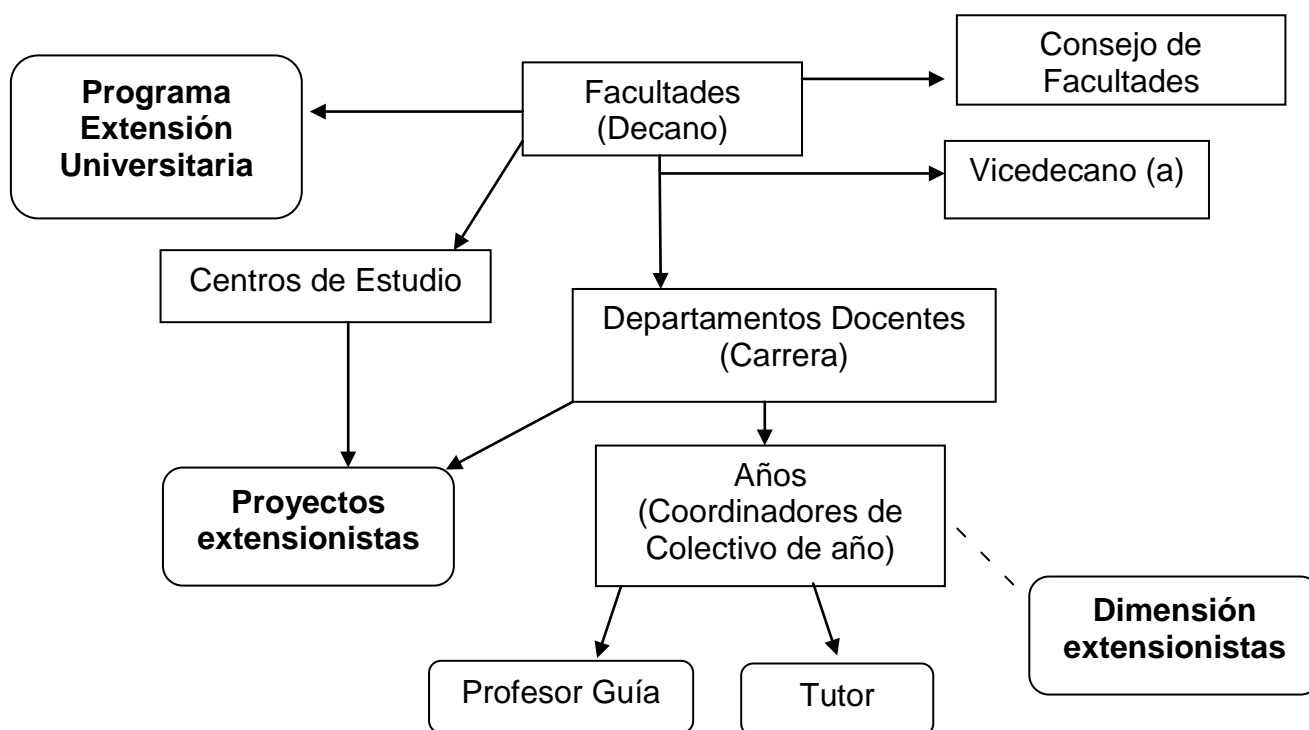 Consejo de
Facultades
Programa
Extensión
Universitaria
Facultades
(Decano)
Vicedecano (a)
Centros de Estudio
Departamentos Docentes
(Carrera)
Proyectos
extensionistas
Años
(Coordinadores de
Colectivo de año)
Dimensión
extensionistas
Profesor Guía
Tutor